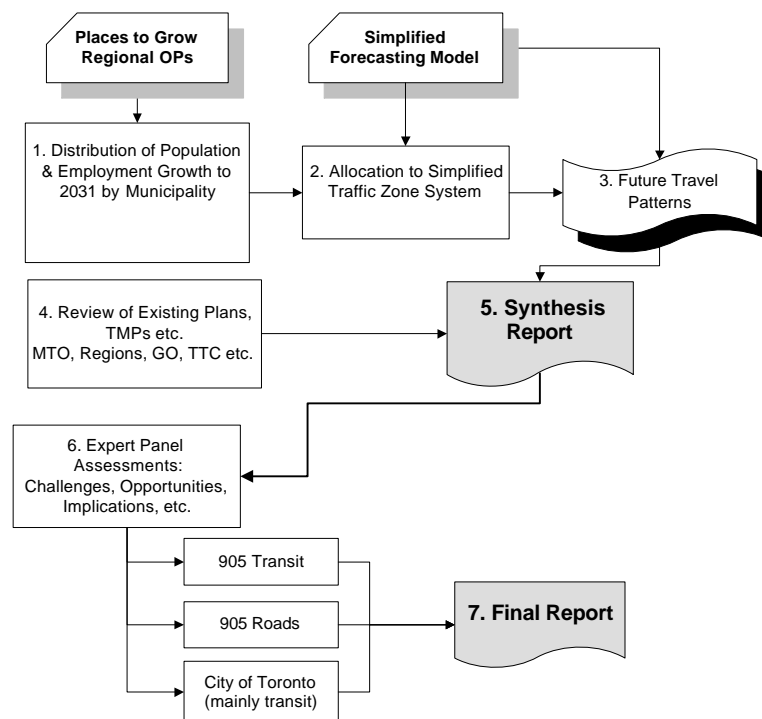 Places to Grow
Regional OPs
Simplified
Forecasting Model
1. Distribution of Population
& Employment Growth to
2031 by Municipality
2. Allocation to Simplified
Traffic Zone System
3. Future Travel
Patterns
4. Review of Existing Plans,
TMPs etc.
MTO, Regions, GO, TTC etc.
5. Synthesis
Report
6. Expert Panel
Assessments:
Challenges, Opportunities,
Implications, etc.
905 Transit
905 Roads
City of Toronto
(mainly transit)
7. Final Report